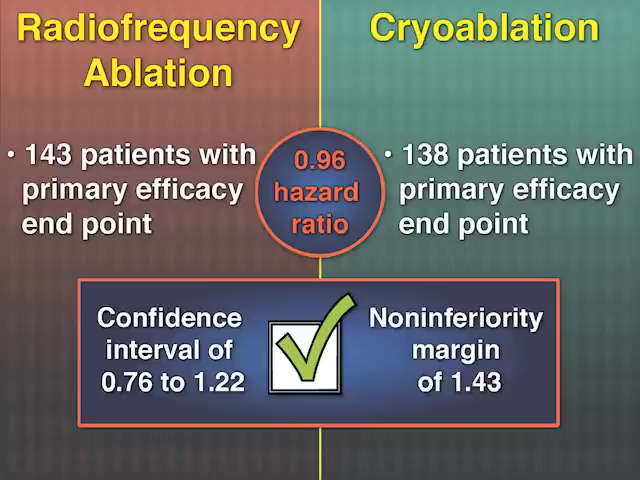 Radiofrequency
Ablation
Cryoablation
• 143 patients with
primary efficacy
end point
0.96
hazard
ratio
• 138 patients with
primary efficacy
end point
Confidence
interval of
0.76 to 1.22
Noninferiority
margin
of 1.43